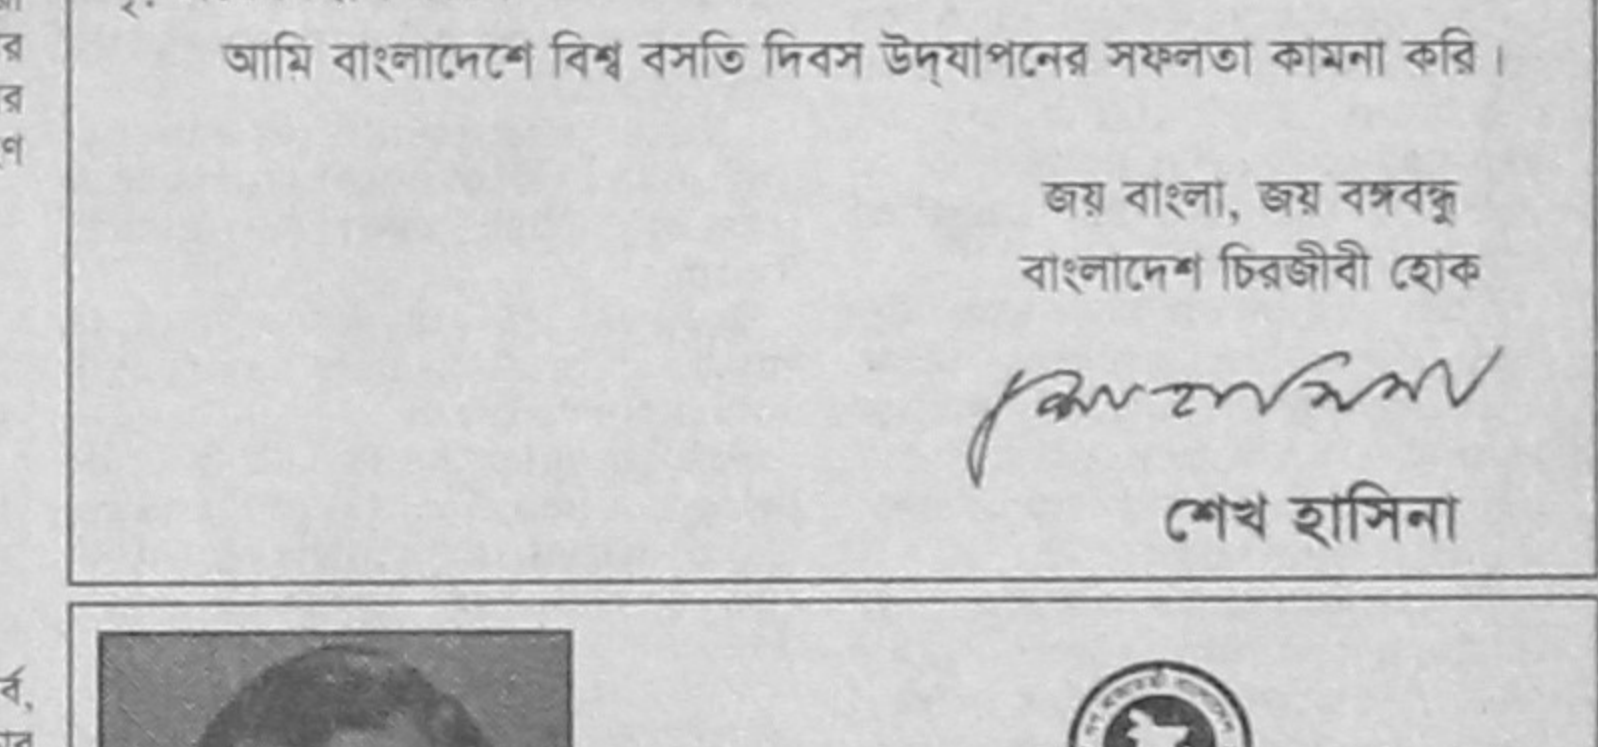 র
র
ণ
আমি বাংলাদেশে বিশ্ব বসতি দিবস উদ্‌যাপনের সফলতা কামনা করি।
জয় বাংলা, জয় বঙ্গবন্ধু
বাংলাদেশ চিরজীবী হোক
শেখ হাসিনা
শেখ হাসিনা
র্ব,